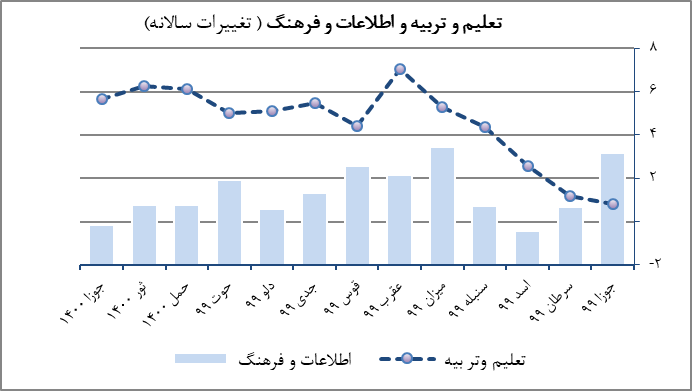 تعلیم و تربیه و اطلاعات و فرهنگ ( تغییرات سالانه)
۸
۶
۴
۲
-
-۲
جوزا ۹۹
سرطان ۹۹
اسد ۹۹
سنبله ۹۹
میزان ۹۹
عقرب ۹۹
قوس ۹۹
جدی ۹۹
دلو ۹۹
حوت ۹۹
حمل ۱۴۰۰
ثور ۱۴۰۰
جوزا ۱۴۰۰
تعلیم وتر بیه
اطلاعات و فرهنگ